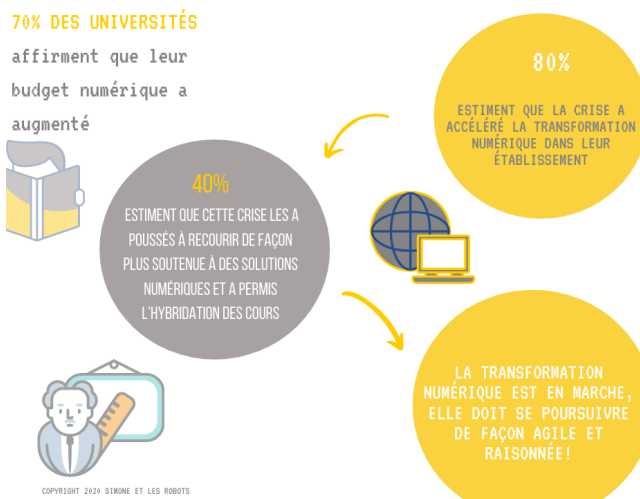 70% DES UNIVERSITÉS
affirment que leur
budget numérique a
augmenté
80%
ESTIMENT QUE LA CRISE A
ACCÉLÉRÉ LA TRANSFORMATION
NUMÉRIQUE DANS LEUR
ÉTABLISSEMENT
40%
ESTIMENT QUE CETTE CRISE LES A
POUSSÉS À RECOURIR DE FAÇON
PLUS SOUTENUE À DES SOLUTIONS
NUMÉRIQUES ET A PERMIS
L'HYBRIDATION DES COURS
LA TRANSFORMATION
NUMÉRIQUE EST EN MARCHE,
ELLE DOIT SE POURSUIVRE
DE FAÇON AGILE ET
RAISONNÉE!
COPYRIGHT 2020 SIMONE ET LES ROBOTS